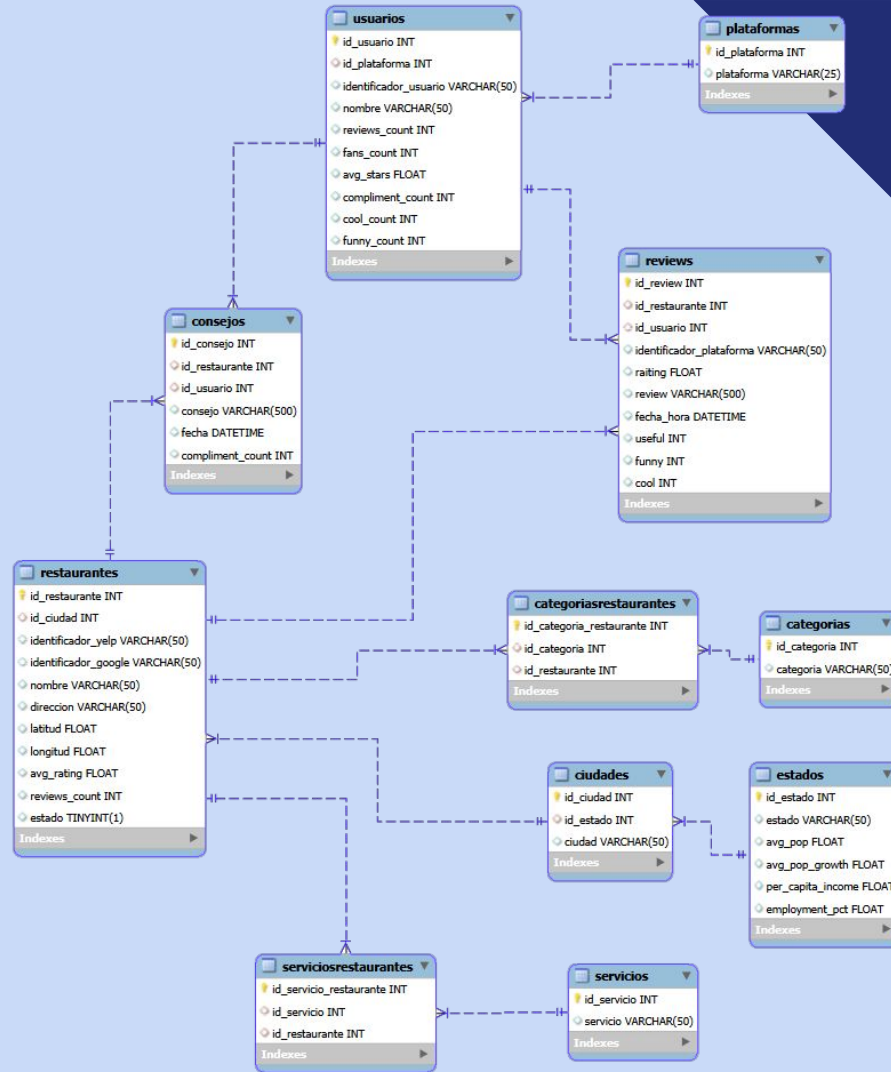 usuarios
id_usuario INT
id_plataforma INT
identificador_usuario VARCHAR(50)
nombre VARCHAR(50)
reviews_count INT
fans_count INT
avg_stars FLOAT
compliment_count INT
cool_count INT
funny_count INT
Indexes
plataformas
id_plataforma INT
plataforma VARCHAR(25)
Indexes
reviews
id_review INT
id_restaurante INT
id_usuario INT
identificador_plataforma VARCHAR(50)
raiting FLOAT
review VARCHAR(500)
fecha_hora DATETIME
useful INT
funny INT
cool INT
Indexes
consejos
id_consejo INT
id_restaurante INT
id_usuario INT
consejo VARCHAR(500)
fecha DATETIME
compliment_count INT
Indexes
restaurantes
id_restaurante INT
id_ciudad INT
identificador_yelp VARCHAR(50)
identificador_google VARCHAR(50)
nombre VARCHAR(50)
direccion VARCHAR(50)
latitud FLOAT
longitud FLOAT
avg_rating FLOAT
reviews_count INT
estado TINYINT(1)
Indexes
categoriasrestaurantes
id_categoria_restaurante INT
id_categoria INT
id_restaurante INT
Indexes
categorias
id_categoria INT
categoria VARCHAR(50)
Indexes
ciudades
id_ciudad INT
id_estado INT
ciudad VARCHAR(50)
Indexes
estados
id_estado INT
estado VARCHAR(50)
avg_pop FLOAT
avg_pop_growth FLOAT
per_capita_income FLOAT
employment_pct FLOAT
Indexes
serviciosrestaurantes
id_servicio_restaurante INT
id_servicio INT
id_restaurante INT
Indexes
servicios
id_servicio INT
servicio VARCHAR(50)
Indexes